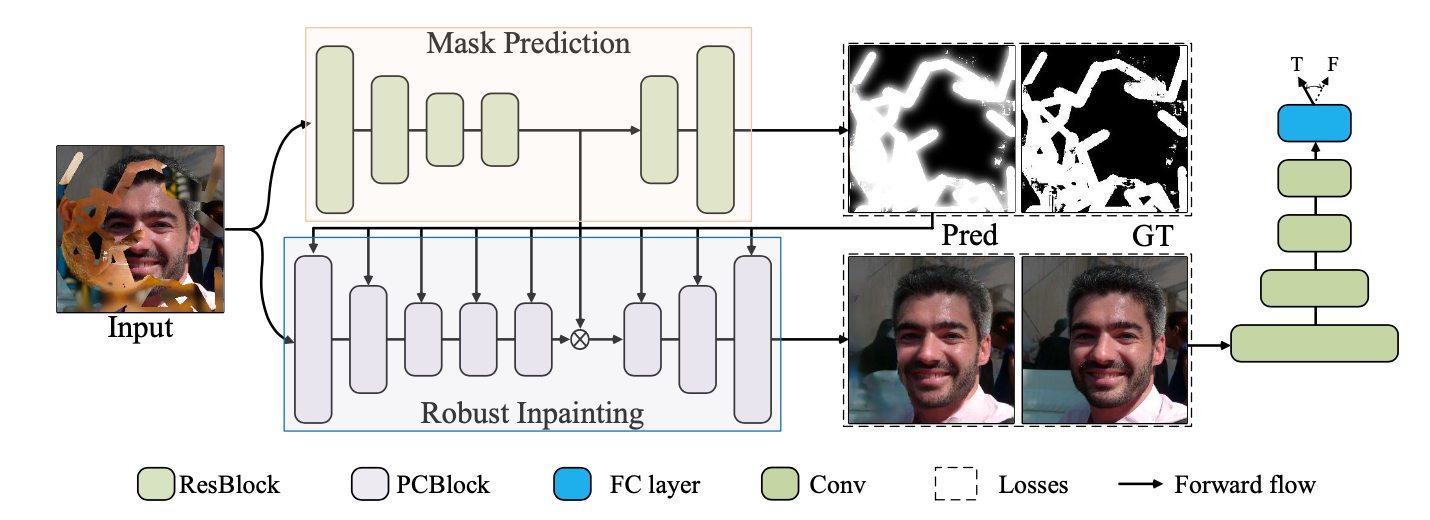 Mask Prediction
T F
Input
Pred GT
Robust Inpainting
ResBlock PCBlock FC layer Conv Losses Forward flow